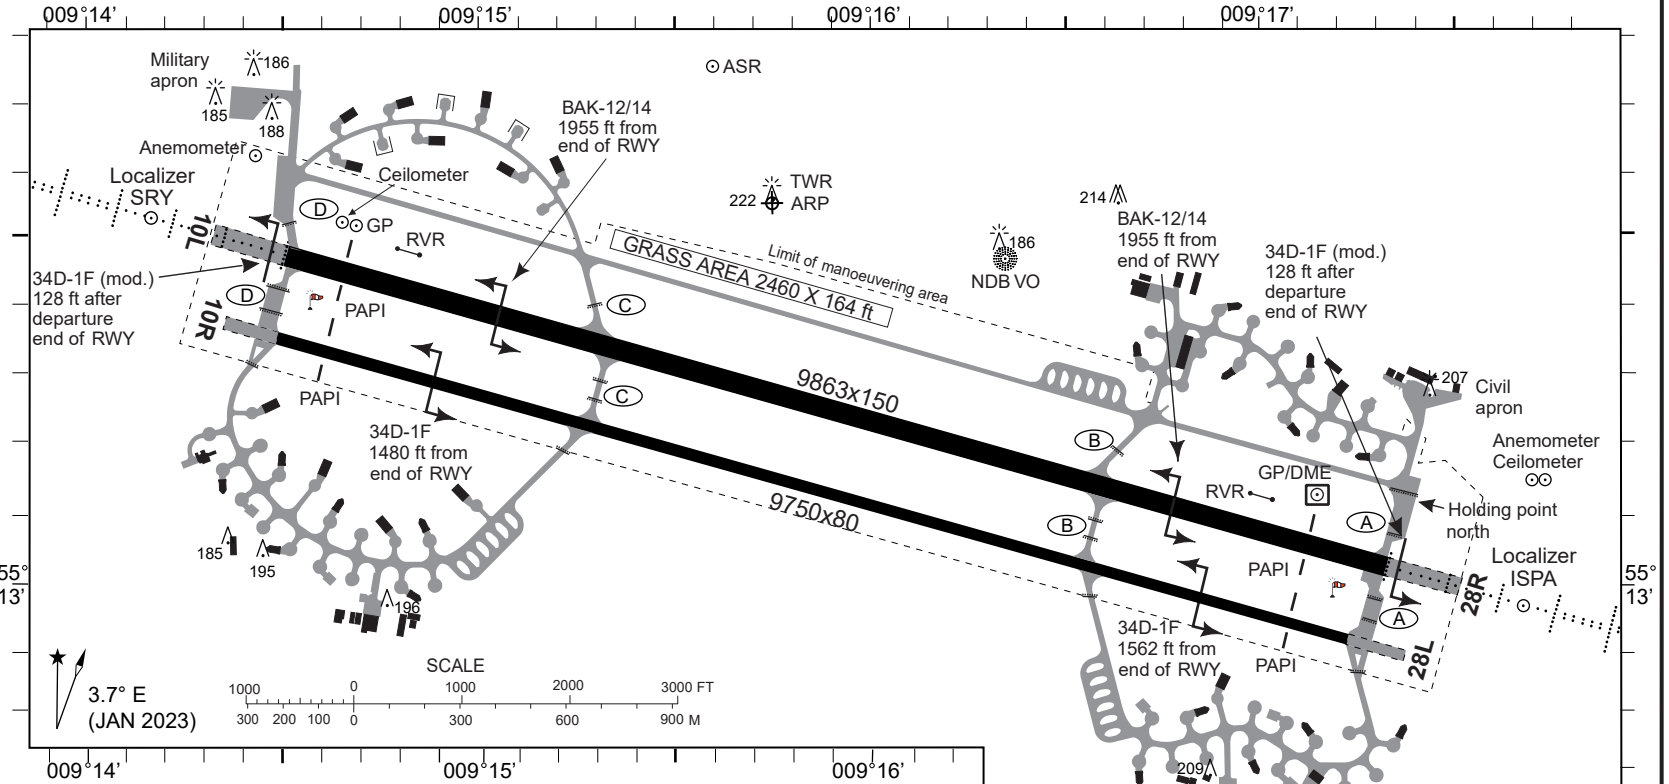 009°14' 009°15' 009°16' 009°17'
Military
apron
186
185
188
ASR
BAK-12/14
1955 ft from
end of RWY
Anemometer
Localizer
SRY
Ceilometer
D
GP
RVR
10L
222
TWR
ARP
214
BAK-12/14
1955 ft from
end of RWY
186
NDB VO
34D-1F (mod.)
128 ft after
departure
end of RWY
Limit of manoeuvering area
GRASS AREA 2460 X 164 ft
34D-1F (mod.)
128 ft after
departure
end of RWY
D
10R
PAPI
C
PAPI
C
9863x150
207
Civil
apron
34D-1F
1480 ft from
end of RWY
B
Anemometer
Ceilometer
GP/DME
RVR
9750x80
B
A
Holding point
north
185
195
196
55°
13'
PAPI
Localizer
ISPA
28R
55°
13'
A
34D-1F
1562 ft from
end of RWY
PAPI
28L
3.7° E
(JAN 2023)
SCALE
1000 0 1000 2000 3000 FT
300 200 100 0 300 600 900 M
209
009°14' 009°15' 009°16'